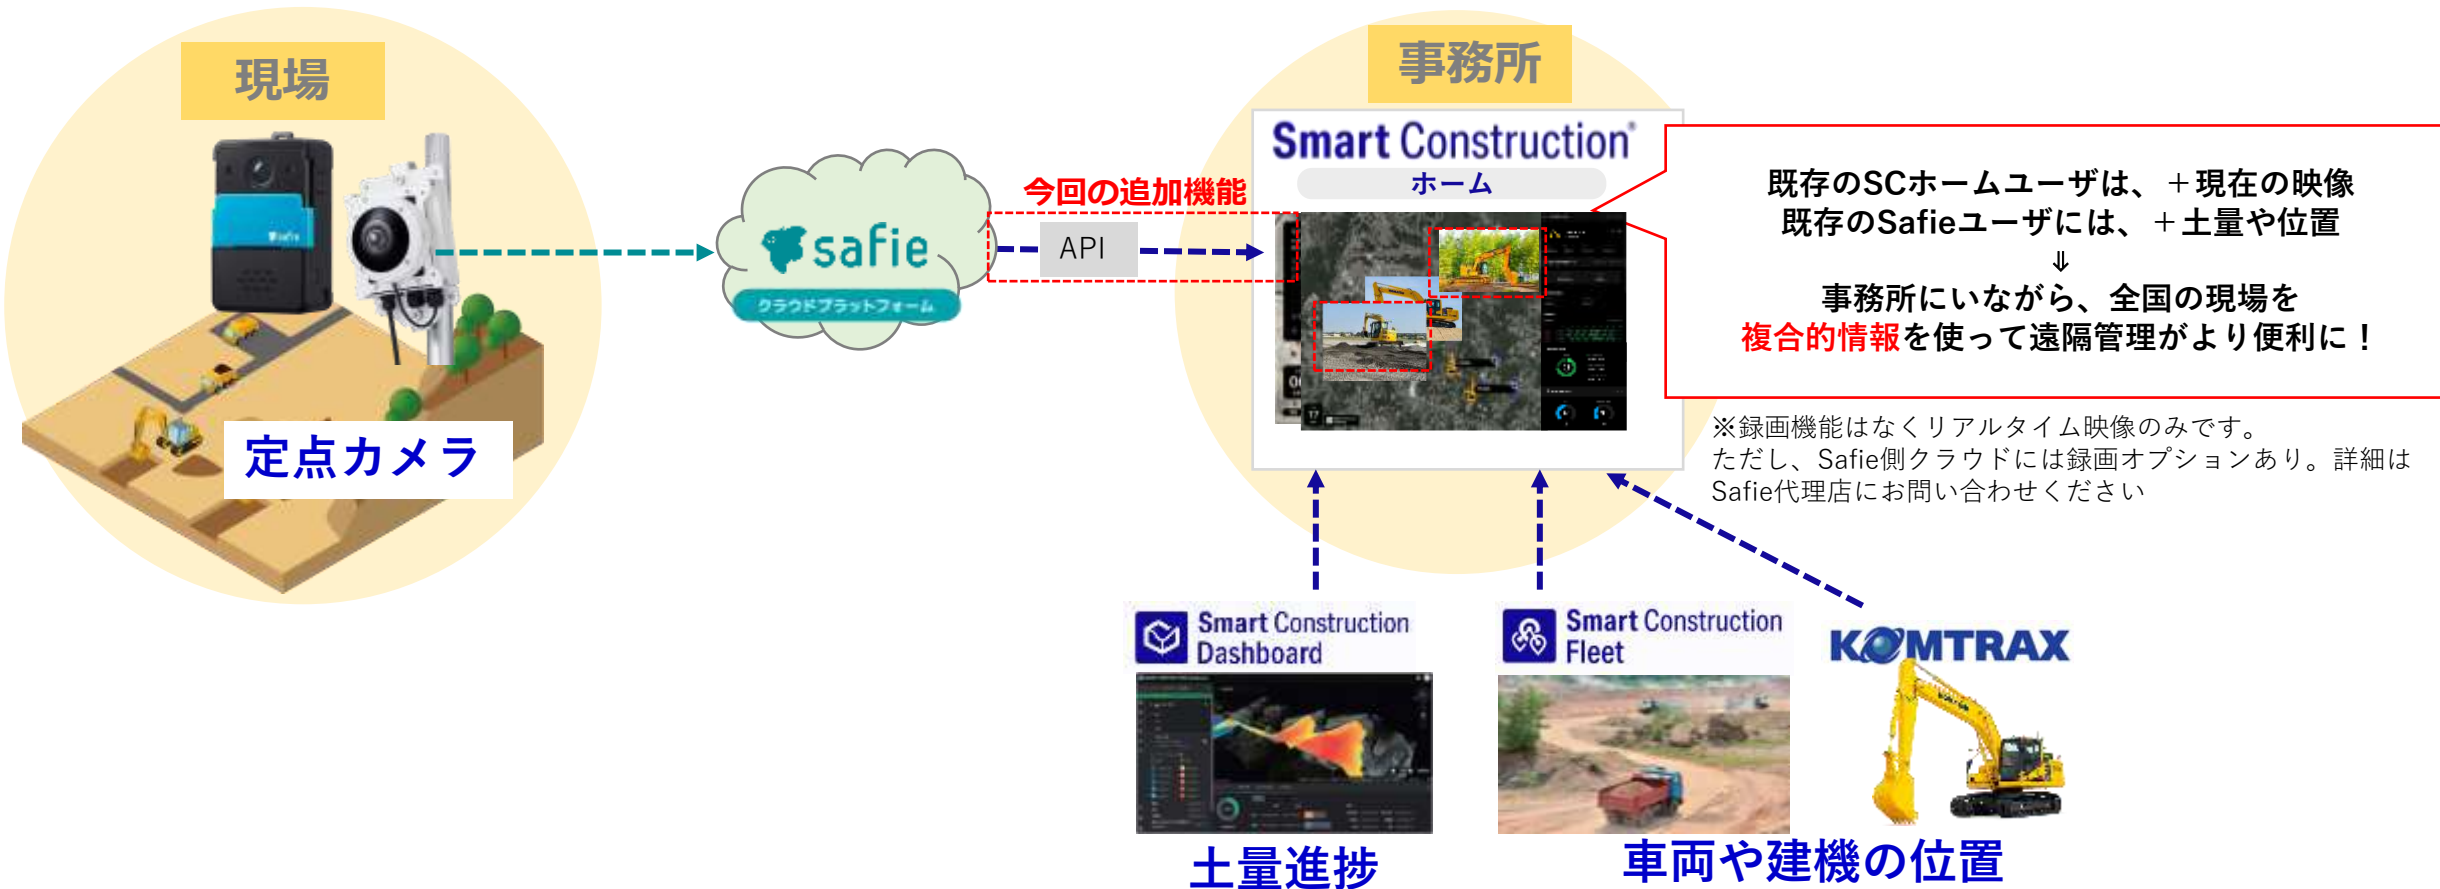 現場
定点カメラ
safie
safie
クラウドプラットフォーム
今回の追加機能
API
事務所
Smart Construction
ホーム
既存のSCホームユーザは、＋現在の映像
既存のSafieユーザには、＋土量や位置
⇓
事務所にいながら、全国の現場を
複合的情報を使って遠隔管理がより便利に！
※録画機能はなくリアルタイム映像のみです。
ただし、Safie側クラウドには録画オプションあり。詳細は
Safie代理店にお問い合わせください
Smart Construction
Dashboard
土量進捗
Smart Construction
Fleet
KOMTRAX
車両や建機の位置